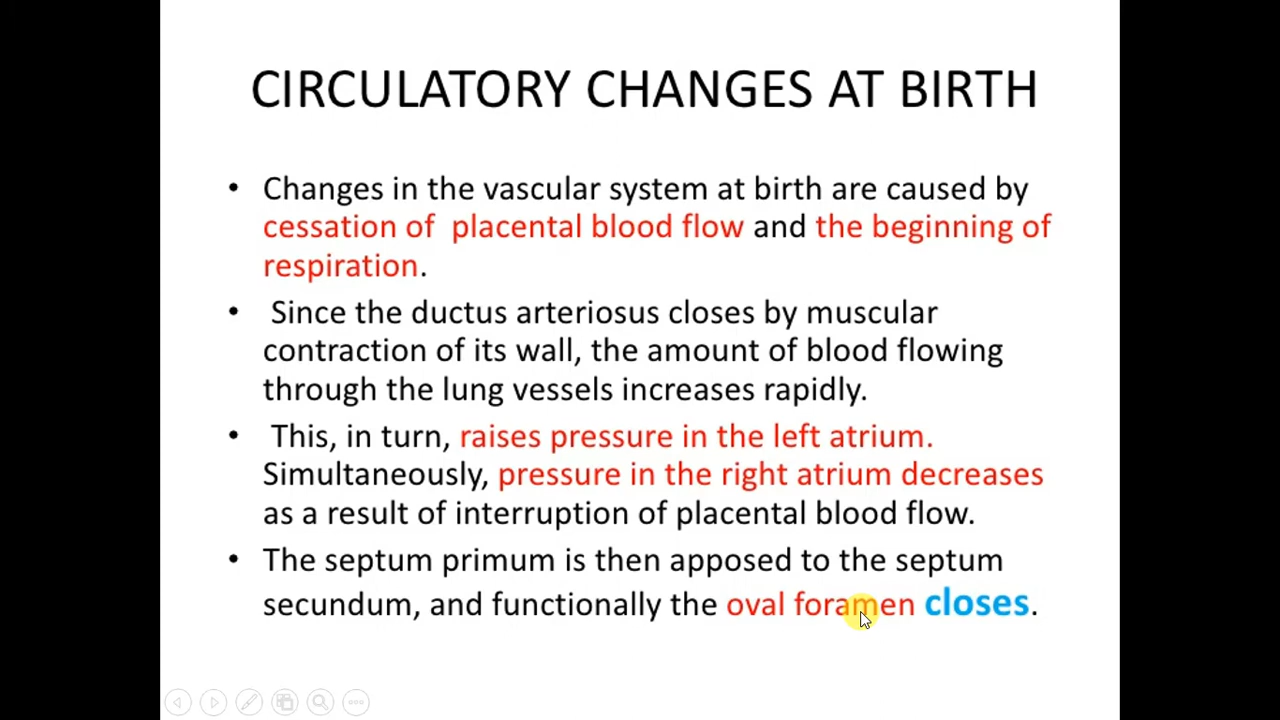 CIRCULATORY CHANGES AT BIRTH
• Changes in the vascular system at birth are caused by
cessation of placental blood flow and the beginning of
respiration.
• Since the ductus arteriosus closes by muscular
contraction of its wall, the amount of blood flowing
through the lung vessels increases rapidly.
• This, in turn, raises pressure in the left atrium.
Simultaneously, pressure in the right atrium decreases
as a result of interruption of placental blood flow.
• The septum primum is then apposed to the septum
secundum, and functionally the oval foramen closes.